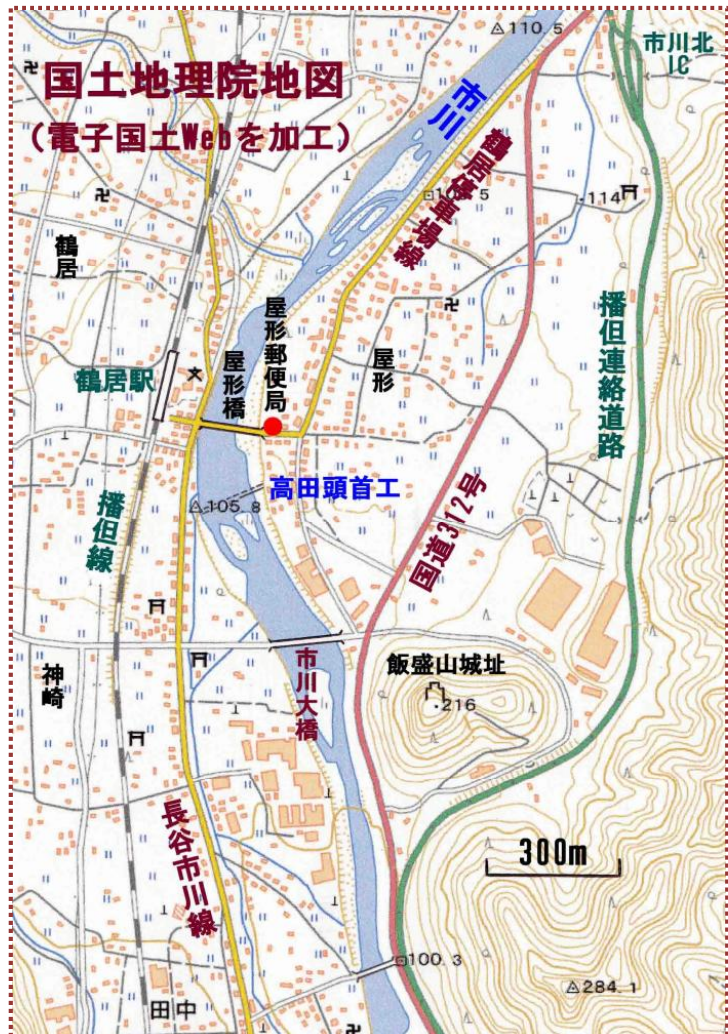 国土地理院地図
(電子国土Webを加工)
110.5
市川北
IC
市川
鶴居停車場線
114
鶴居
屋形郵便局
屋形橋
屋形
鶴居駅
播但連絡道路
高田頭首工
105.8
国道312号
播但線
飯盛山城址
216
市川大橋
神崎
300m
長谷市川線
100.3
284.1
田中